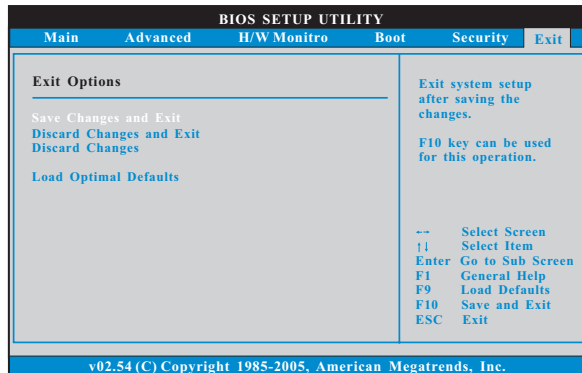 BIOS SETUP UTILITY
Main Advanced H/W Monitro Boot Security Exit
Exit Options
Save Changes and Exit
Discard Changes and Exit
Discard Changes
Load Optimal Defaults
Exit system setup
after saving the
changes.
F10 key can be used
for this operation.
←→ Select Screen
↑↓ Select Item
Enter Go to Sub Screen
F1 General Help
F9 Load Defaults
F10 Save and Exit
ESC Exit
v02.54 (C) Copyright 1985-2005, American Megatrends, Inc.